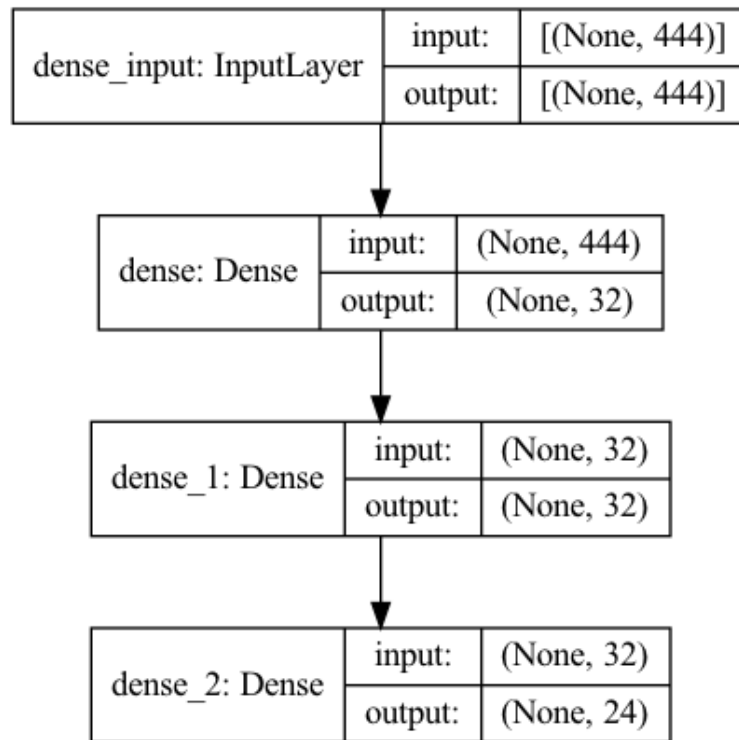 dense_input: InputLayer
input: [(None, 444)]
output: [(None, 444)]
dense: Dense
input: (None, 444)
output: (None, 32)
dense_1: Dense
input: (None, 32)
output: (None, 32)
dense_2: Dense
input: (None, 32)
output: (None, 24)